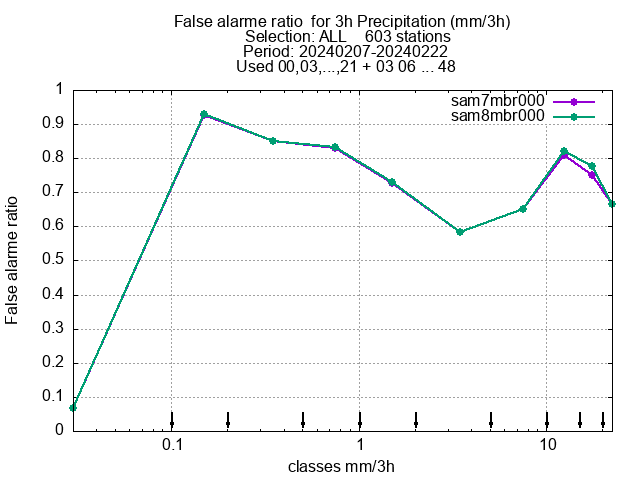 False alarme ratio  for 3h Precipitation (mm/3h)
Selection: ALL    603 stations
Period: 20240207-20240222
Used 00,03,...,21 + 03 06 ... 48
sam7mbr000
sam8mbr000
1
0.9
0.8
0.7
0.6
0.5
0.4
0.3
0.2
0.1
0
False alarme ratio
0.1 1 10
classes mm/3h